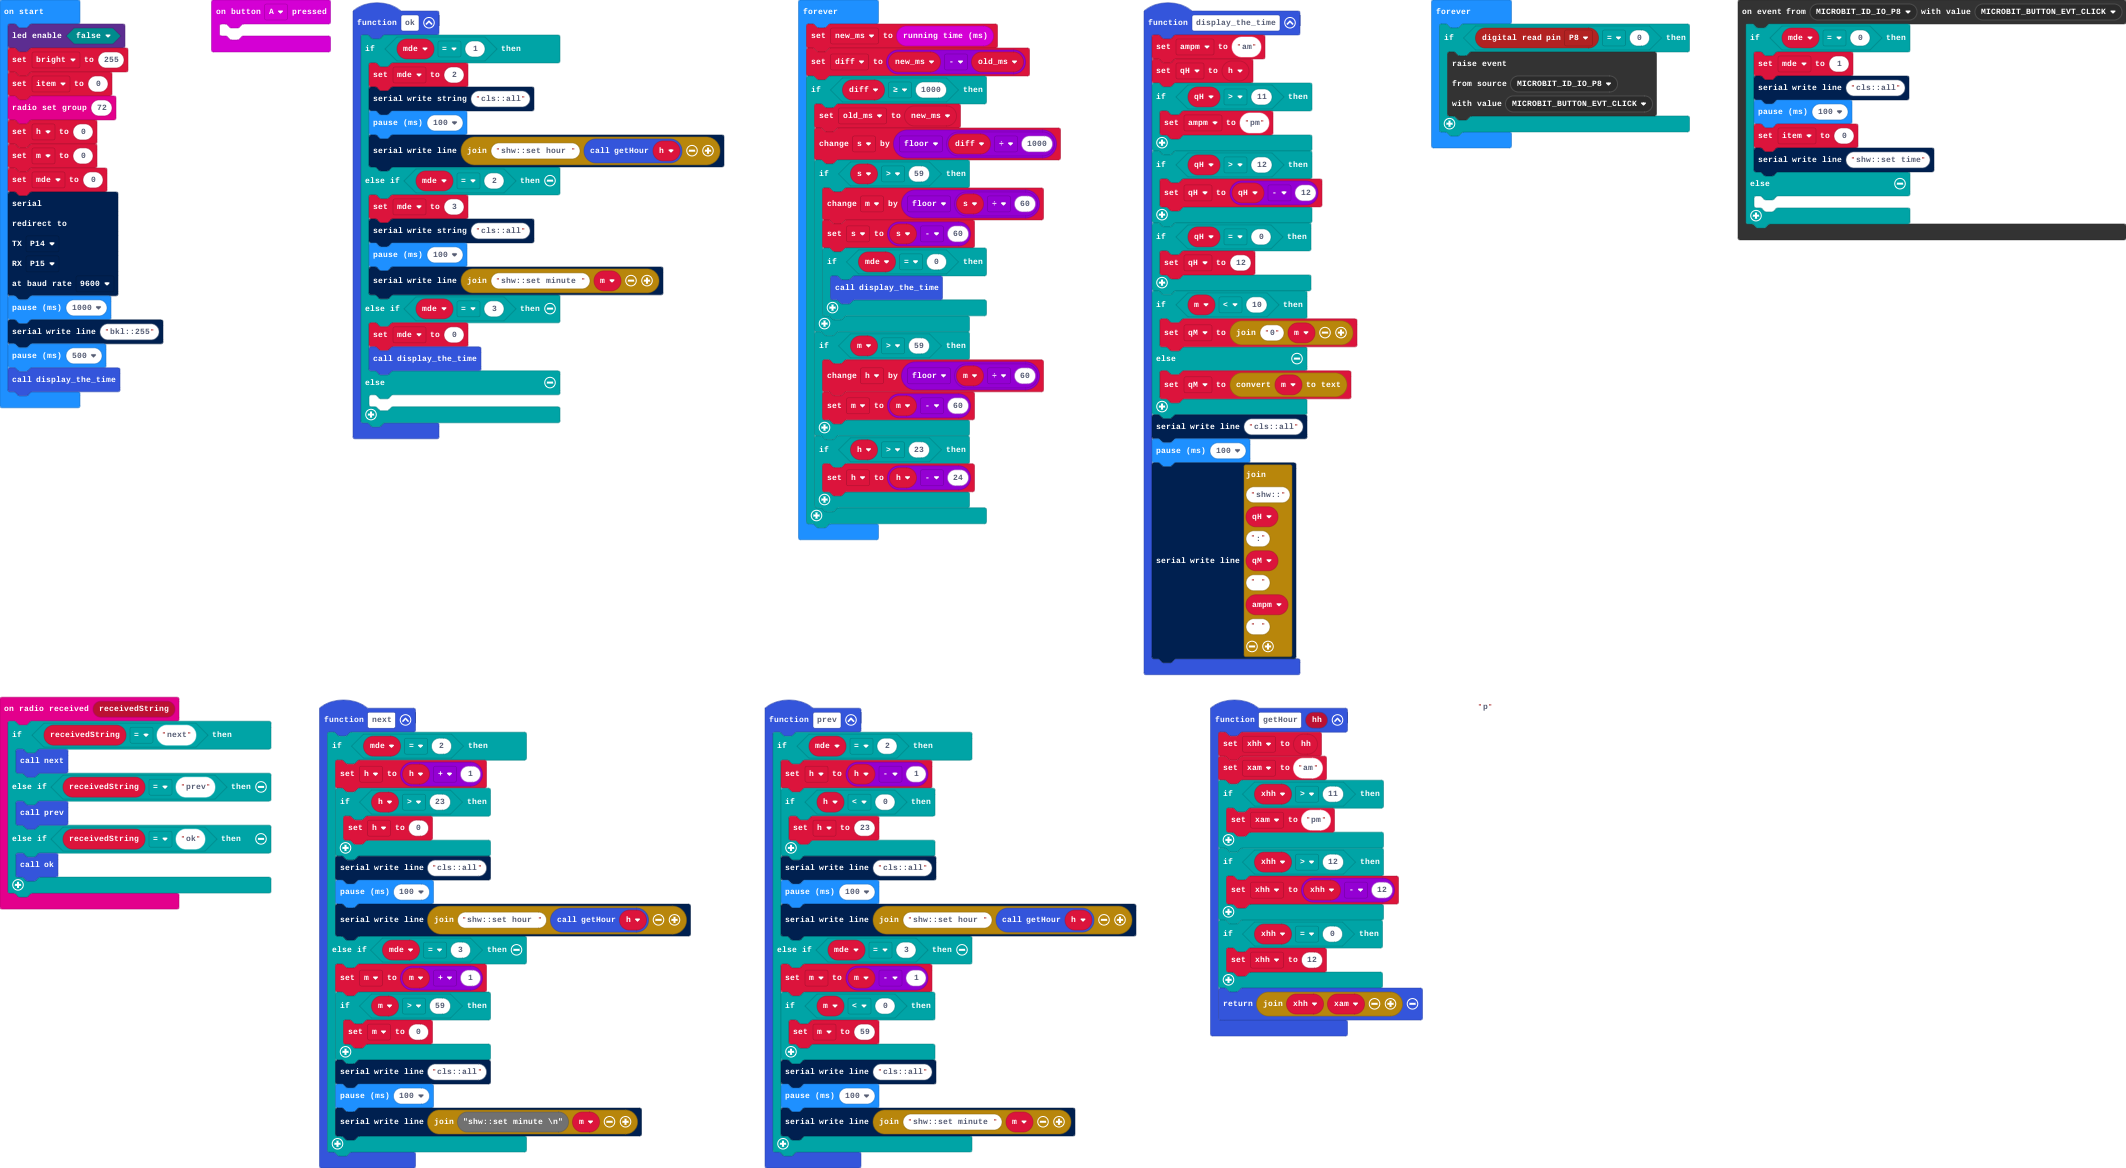 on start
led enable false
set bright to 255
set item to 0
radio set group 72
set h to 0
set m to 0
set mde to 0
serial
redirect to
TX P14
RX P15
at baud rate 9600
pause (ms) 1000
serial write line "bkl::255"
pause (ms) 500
call display_the_time
on button A pressed
function ok
if mde = 1 then
set mde to 2
serial write string "cls::all"
pause (ms) 100
serial write line join "shw::set hour " call getHour h
else if mde = 2 then
set mde to 3
serial write string "cls::all"
pause (ms) 100
serial write line join "shw::set minute " m
else if mde = 3 then
set mde to 0
call display_the_time
else
forever
set new_ms to running time (ms)
set diff to new_ms - old_ms
if diff ≥ 1000 then
set old_ms to new_ms
change s by floor diff ÷ 1000
if s > 59 then
change m by floor s ÷ 60
set s to s - 60
if mde = 0 then
call display_the_time
if m > 59 then
change h by floor m ÷ 60
set m to m - 60
if h > 23 then
set h to h - 24
function display_the_time
set ampm to "am"
set qH to h
if qH > 11 then
set ampm to "pm"
if qH > 12 then
set qH to qH - 12
if qH = 0 then
set qH to 12
if m < 10 then
set qM to join "0" m
else
set qM to convert m to text
serial write line "cls::all"
pause (ms) 100
serial write line join
"shw::"
qH
":"
qM
" "
ampm
" "
forever
if digital read pin P8 = 0 then
raise event
from source MICROBIT_ID_IO_P8
with value MICROBIT_BUTTON_EVT_CLICK
on event from MICROBIT_ID_IO_P8 with value MICROBIT_BUTTON_EVT_CLICK
if mde = 0 then
set mde to 1
serial write line "cls::all"
pause (ms) 100
set item to 0
serial write line "shw::set time"
else
on radio received receivedString
if receivedString = "next" then
call next
else if receivedString = "prev" then
call prev
else if receivedString = "ok" then
call ok
function next
if mde = 2 then
set h to h + 1
if h > 23 then
set h to 0
serial write line "cls::all"
pause (ms) 100
serial write line join "shw::set hour " call getHour h
else if mde = 3 then
set m to m + 1
if m > 59 then
set m to 0
serial write line "cls::all"
pause (ms) 100
serial write line join "shw::set minute \n" m
function prev
if mde = 2 then
set h to h - 1
if h < 0 then
set h to 23
serial write line "cls::all"
pause (ms) 100
serial write line join "shw::set hour " call getHour h
else if mde = 3 then
set m to m - 1
if m < 0 then
set m to 59
serial write line "cls::all"
pause (ms) 100
serial write line join "shw::set minute " m
function getHour hh
set xhh to hh
set xam to "am"
if xhh > 11 then
set xam to "pm"
if xhh > 12 then
set xhh to xhh - 12
if xhh = 0 then
set xhh to 12
return join xhh xam
"p"